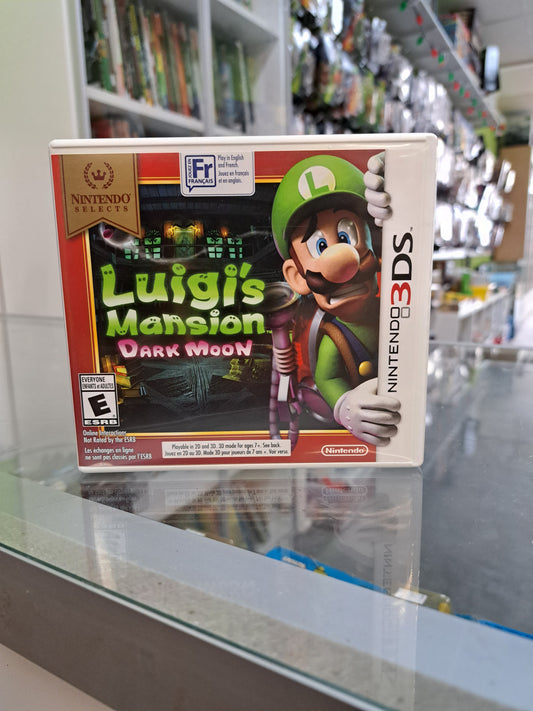 NINTENDO
SELECTS
JOUEZ EN
Fr
FRANÇAIS
Play in English
and French.
Jouez en français
et en anglais.
L
Luigi's
Mansion
DARK MOON
NINTENDO 3DS
EVERYONE
ENFANTS et ADULTES
E
ESRB
Online Interactions
Not Rated by the ESRB
Les échanges en ligne
ne sont pas classés par l'ESRB
Playable in 2D and 3D. 3D mode for ages 7+. See back.
Jouez en 2D ou 3D. Mode 3D pour joueurs de 7 ans +. Voir verso.
Nintendo